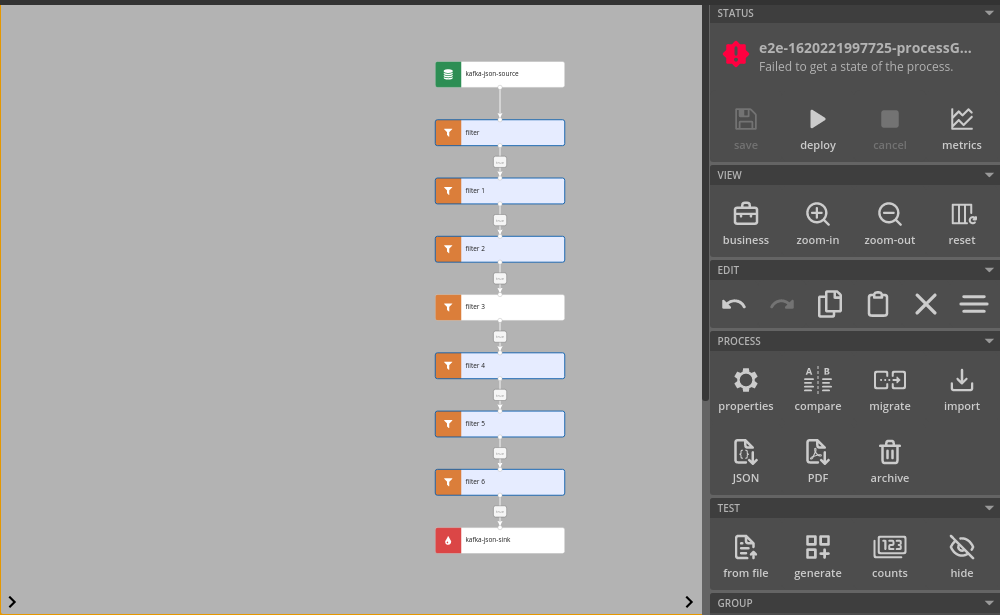 kafka-json-source
filter
filter 1
filter 2
filter 3
filter 4
filter 5
filter 6
kafka-json-sink
STATUS
e2e-1620221997725-processG...
Failed to get a state of the process.
save deploy cancel metrics
VIEW
business zoom-in zoom-out reset
EDIT
PROCESS
A B
properties compare migrate import
{}
JSON PDF archive
TEST
123
from file generate counts hide
GROUP